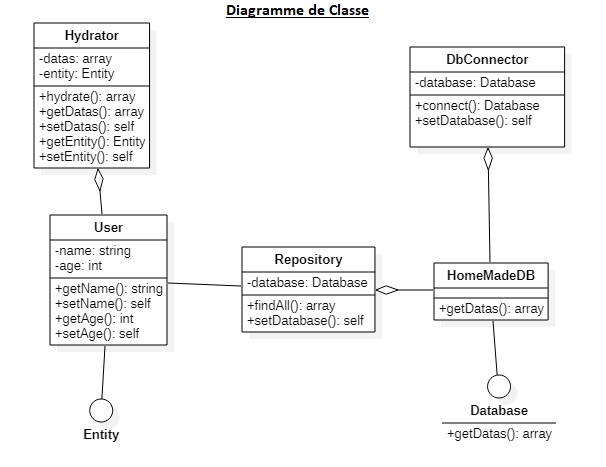 Diagramme de Classe
Hydrator
-datas: array
-entity: Entity
+hydrate(): array
+getDatas(): array
+setDatas(): self
+getEntity(): Entity
+setEntity(): self
DbConnector
-database: Database
+connect(): Database
+setDatabase(): self
User
-name: string
-age: int
+getName(): string
+setName(): self
+getAge(): int
+setAge(): self
Repository
-database: Database
+findAll(): array
+setDatabase(): self
HomeMadeDB
+getDatas(): array
Entity
Database
+getDatas(): array